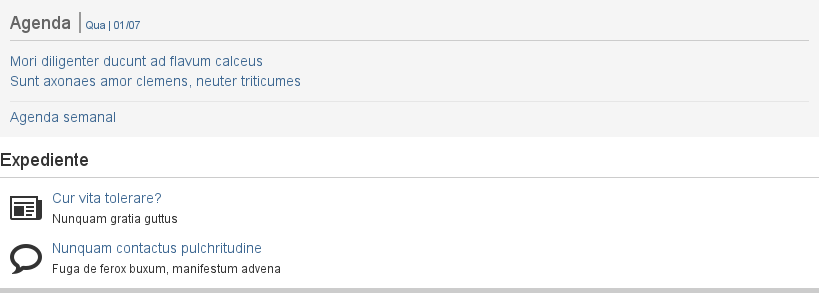 Agenda Qua | 01/07
Mori diligenter ducunt ad flavum calceus
Sunt axonaes amor clemens, neuter triticumes
Agenda semanal
Expediente
Cur vita tolerare?
Nunquam gratia guttus
Nunquam contactus pulchritudine
Fuga de ferox buxum, manifestum advena